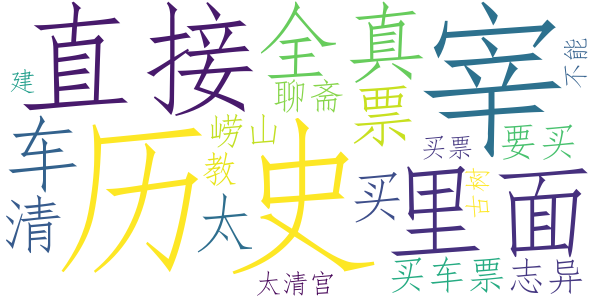 直接
全真
宰
不能
建
聊斋
票
车
崂山
教
买票
要买
历史
清
太
买
里面
古树
太清宫
买车票
志异